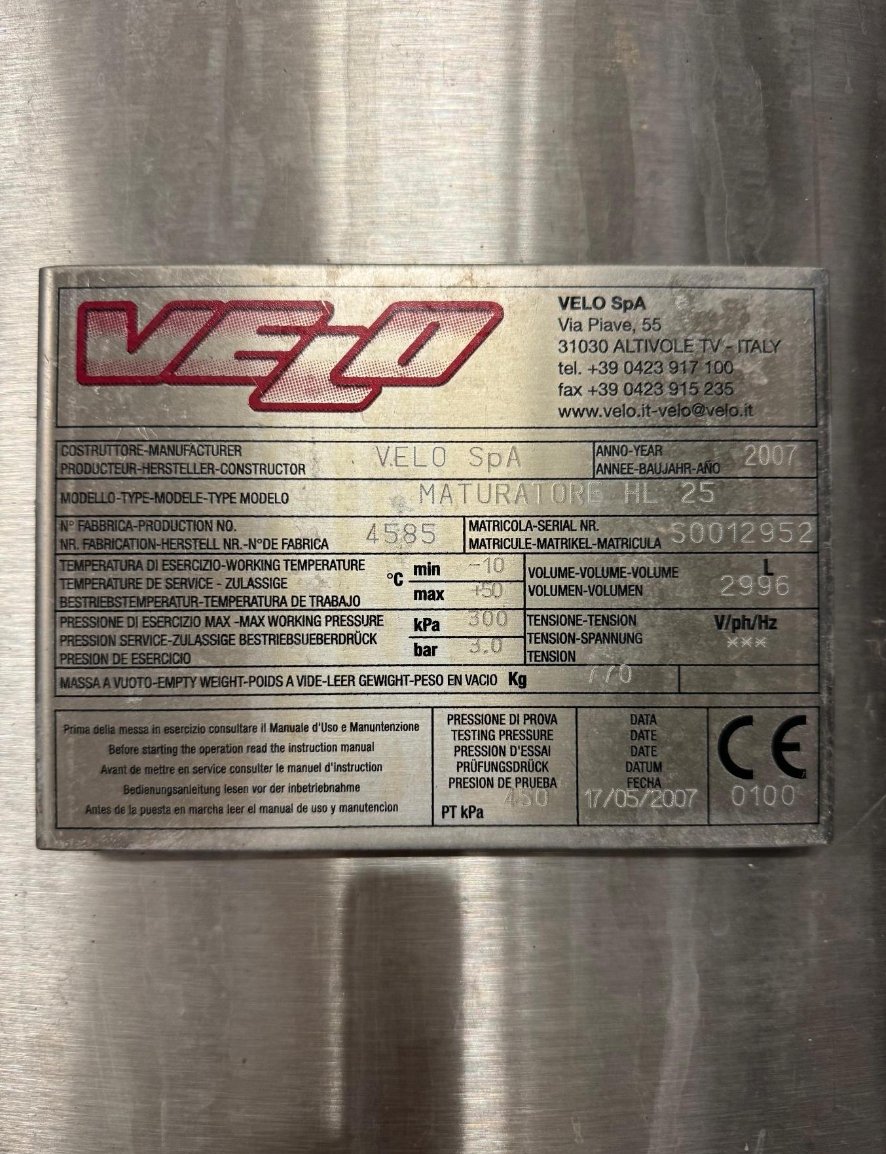 VELO
VELO SpA
Via Piave, 55
31030 ALTIVOLE TV - ITALY
tel. +39 0423 917 100
fax +39 0423 915 235
www.velo.it-velo@velo.it
COSTRUTTORE-MANUFACTURER
PRODUCTEUR-HERSTELLER-CONSTRUCTOR
VELO SpA
ANNO-YEAR
ANNEE-BAUJAHR-AÑO
2007
MODELLO-TYPE-MODELE-TYPE MODELO
MATURATORE HL 25
N° FABBRICA-PRODUCTION NO.
NR. FABRICATION-HERSTELL NR.-N°DE FABRICA
4585
MATRICOLA-SERIAL NR.
MATRICULE-MATRIKEL-MATRICULA
S0012952
TEMPERATURA DI ESERCIZIO-WORKING TEMPERATURE
TEMPERATURE DE SERVICE - ZULASSIGE
BESTRIEBSTEMPERATUR-TEMPERATURA DE TRABAJO
°C
min
-10
max
+50
VOLUME-VOLUME-VOLUME
VOLUMEN-VOLUMEN
L
2996
PRESSIONE DI ESERCIZIO MAX -MAX WORKING PRESSURE
PRESSION SERVICE-ZULASSIGE BESTRIEBSUEBERDRÜCK
PRESION DE ESERCICIO
kPa
300
bar
3.0
TENSIONE-TENSION
TENSION-SPANNUNG
TENSION
V/ph/Hz
***
MASSA A VUOTO-EMPTY WEIGHT-POIDS A VIDE-LEER GEWIGHT-PESO EN VACIO Kg
770
Prima della messa in esercizio consultare il Manuale d'Uso e Manuntenzione
Before starting the operation read the instruction manual
Avant de mettre en service consulter le manuel d'instruction
Bedienungsanleitung lesen vor der inbetriebnahme
Antes de la puesta en marcha leer el manual de uso y manutencion
PRESSIONE DI PROVA
TESTING PRESSURE
PRESSION D'ESSAI
PRÜFUNGSDRÜCK
PRESION DE PRUEBA
450
PT kPa
DATA
DATE
DATE
DATUM
FECHA
17/05/2007
CE
0100